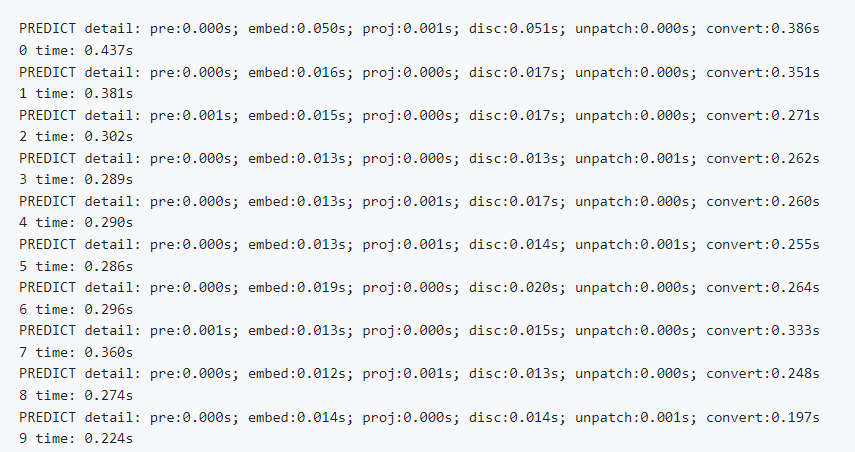 PREDICT detail: pre:0.000s; embed:0.050s; proj:0.001s; disc:0.051s; unpatch:0.000s; convert:0.386s
0 time: 0.437s
PREDICT detail: pre:0.000s; embed:0.016s; proj:0.000s; disc:0.017s; unpatch:0.000s; convert:0.351s
1 time: 0.381s
PREDICT detail: pre:0.001s; embed:0.015s; proj:0.000s; disc:0.017s; unpatch:0.000s; convert:0.271s
2 time: 0.302s
PREDICT detail: pre:0.000s; embed:0.013s; proj:0.000s; disc:0.013s; unpatch:0.001s; convert:0.262s
3 time: 0.289s
PREDICT detail: pre:0.000s; embed:0.013s; proj:0.001s; disc:0.017s; unpatch:0.000s; convert:0.260s
4 time: 0.290s
PREDICT detail: pre:0.000s; embed:0.013s; proj:0.001s; disc:0.014s; unpatch:0.001s; convert:0.255s
5 time: 0.286s
PREDICT detail: pre:0.000s; embed:0.019s; proj:0.000s; disc:0.020s; unpatch:0.000s; convert:0.264s
6 time: 0.296s
PREDICT detail: pre:0.001s; embed:0.013s; proj:0.000s; disc:0.015s; unpatch:0.000s; convert:0.333s
7 time: 0.360s
PREDICT detail: pre:0.000s; embed:0.012s; proj:0.001s; disc:0.013s; unpatch:0.000s; convert:0.248s
8 time: 0.274s
PREDICT detail: pre:0.000s; embed:0.014s; proj:0.000s; disc:0.014s; unpatch:0.001s; convert:0.197s
9 time: 0.224s